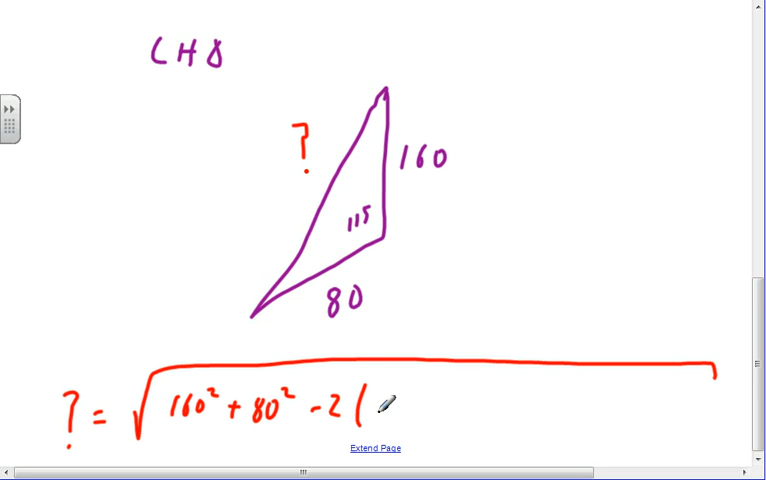 CH8
?
160
115
80
? = √160² + 80² - 2 (
Extend Page